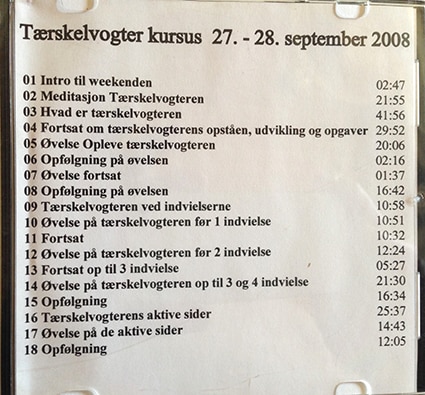 Tærskelvogter kursus 27. - 28. september 2008
01 Intro til weekenden 02:47
02 Meditasjon Tærskelvogteren 21:55
03 Hvad er tærskelvogteren 41:56
04 Fortsat om tærskelvogterens opståen, udvikling og opgaver 29:52
05 Øvelse Opleve tærskelvogteren 20:06
06 Opfølgning på øvelsen 02:16
07 Øvelse fortsat 01:37
08 Opfølgning på øvelsen 16:42
09 Tærskelvogteren ved indvielserne 10:58
10 Øvelse på tærskelvogteren før 1 indvielse 10:51
11 Fortsat 10:32
12 Øvelse på tærskelvogteren før 2 indvielse 12:24
13 Fortsat op til 3 indvielse 05:27
14 Øvelse på tærskelvogteren op til 3 og 4 indvielse 21:30
15 Opfølgning 16:34
16 Tærskelvogterens aktive sider 25:37
17 Øvelse på de aktive sider 14:43
18 Opfølgning 12:05